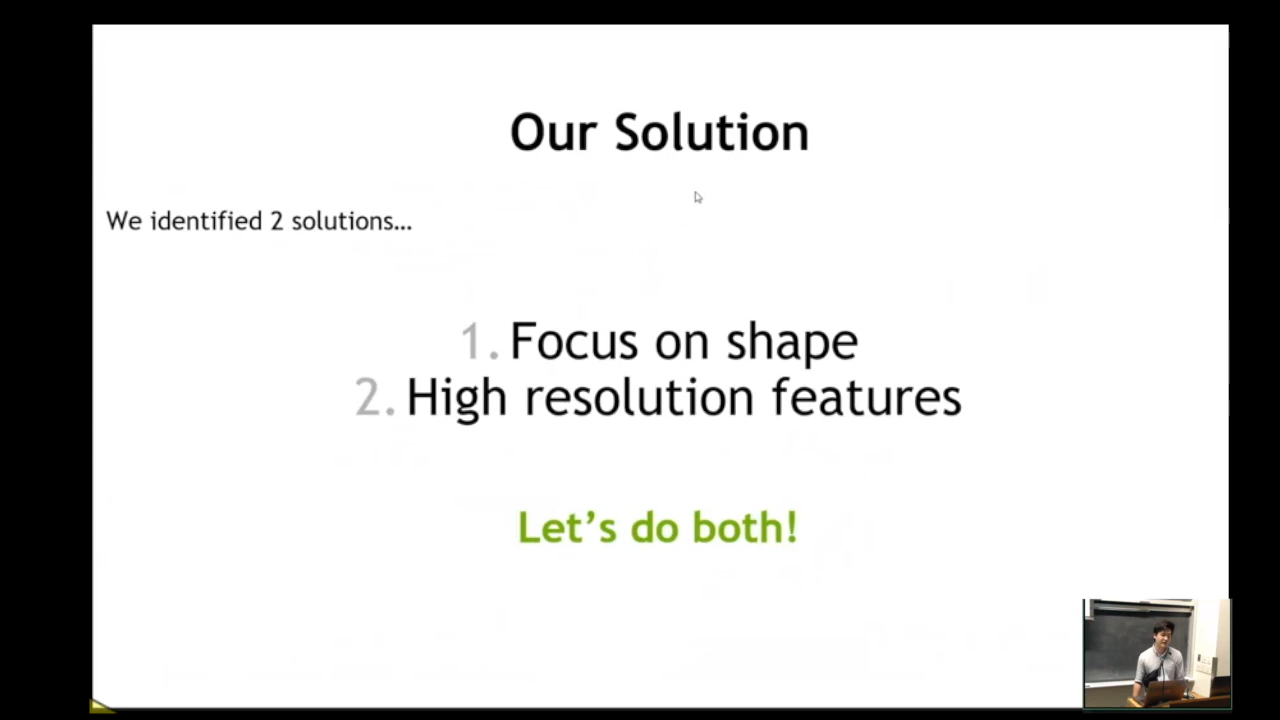 Our Solution
We identified 2 solutions...
1. Focus on shape
2. High resolution features
Let's do both!